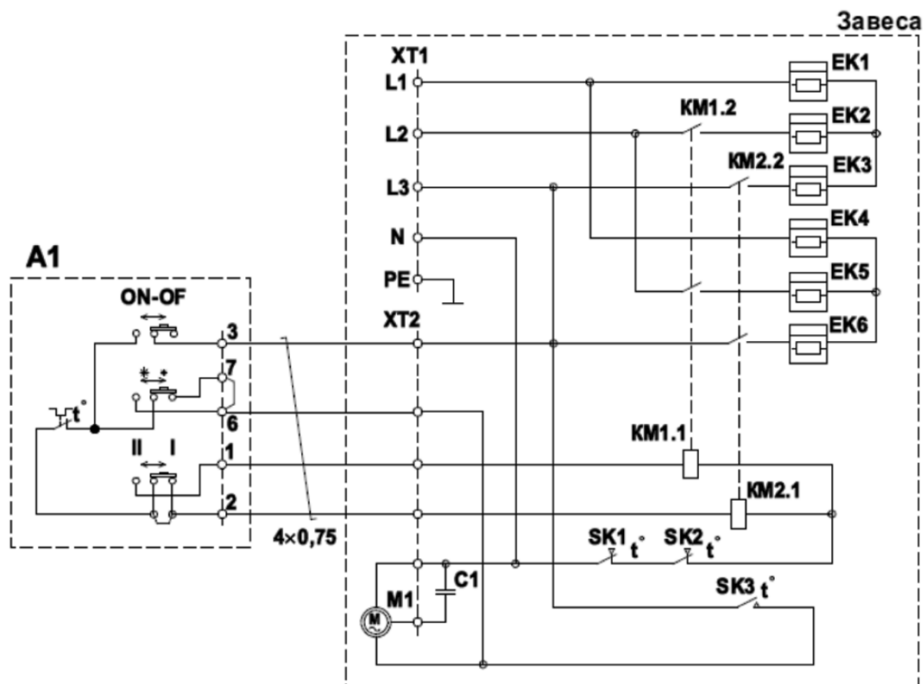 Завеса
XT1
L1
EK1
L2
KM1.2
EK2
L3
KM2.2
EK3
N
EK4
A1
PE
EK5
ON-OF
XT2
3
EK6
7
* +
t°
6
II I
1
KM1.1
2
KM2.1
4×0,75
SK1 t°
SK2 t°
C1
SK3 t°
M1
M